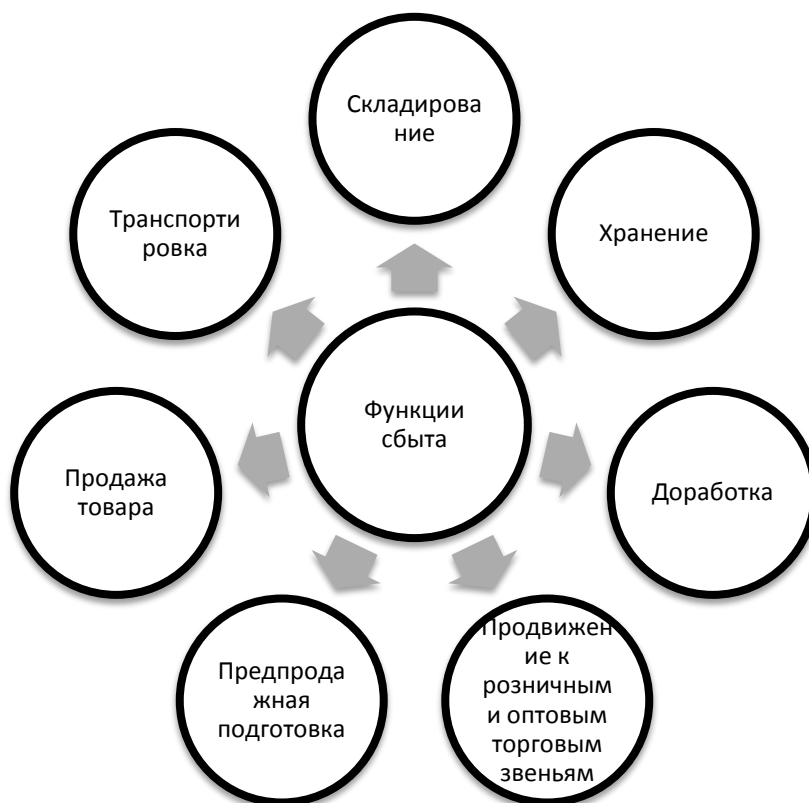 Складирова
ние
Транспорти
ровка
Хранение
Функции
сбыта
Продажа
товара
Доработка
Предпрода
жная
подготовка
Продвижен
ие к
розничным
и оптовым
торговым
звеньям